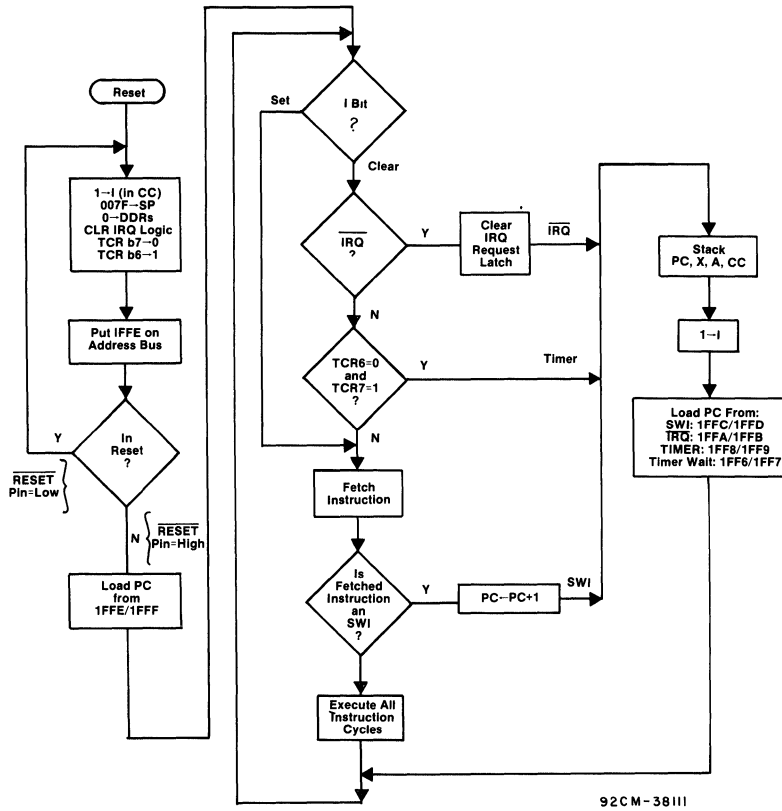 Reset
1→I (in CC)
007F→SP
0→DDRs
CLR IRQ Logic
TCR b7→0
TCR b6→1
Put IFFE on
Address Bus
In
Reset
?
Y
RESET
Pin=Low
N
RESET
Pin=High
Load PC
from
1FFE/1FFF
I Bit
?
Set
Clear
IRQ
?
Y
Clear
IRQ
Request
Latch
IRQ
N
TCR6=0
and
TCR7=1
?
Y
Timer
N
Fetch
Instruction
Is
Fetched
Instruction
an
SWI
?
Y
PC←PC+1
SWI
Execute All
Instruction
Cycles
Stack
PC, X, A, CC
1→I
Load PC From:
SWI: 1FFC/1FFD
IRQ: 1FFA/1FFB
TIMER: 1FF8/1FF9
Timer Wait: 1FF6/1FF7
92CM-38111